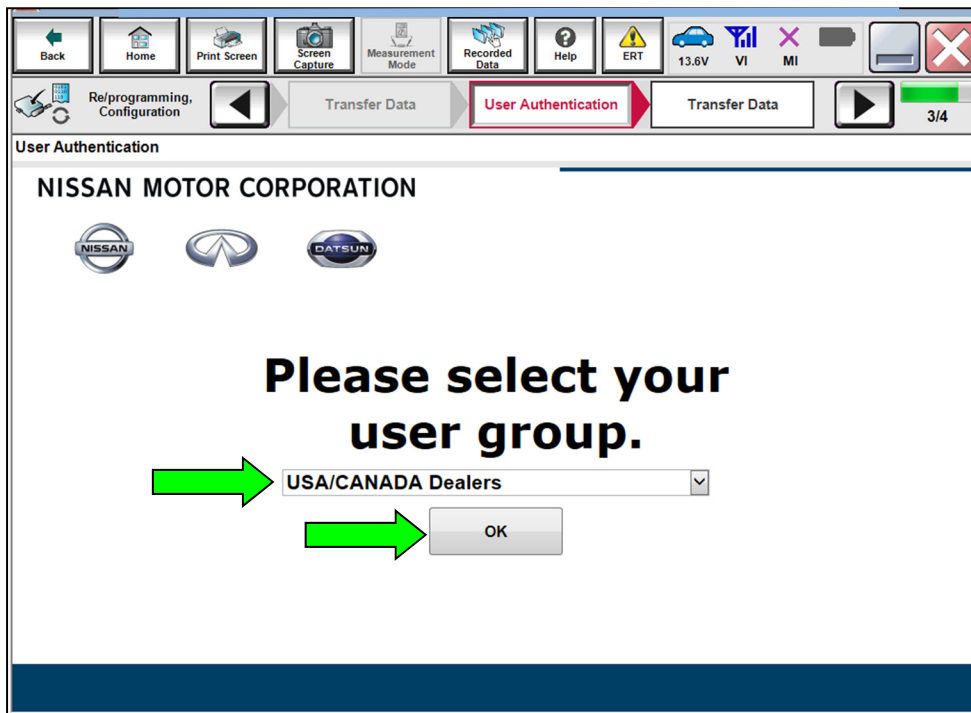 Back
Home
Print Screen
Screen
Capture
Measurement
Mode
Recorded
Data
Help
ERT
13.6V
VI
MI
Re/programming,
Configuration
Transfer Data
User Authentication
Transfer Data
3/4
User Authentication
NISSAN MOTOR CORPORATION
NISSAN
DATSUN
Please select your
user group.
USA/CANADA Dealers
OK